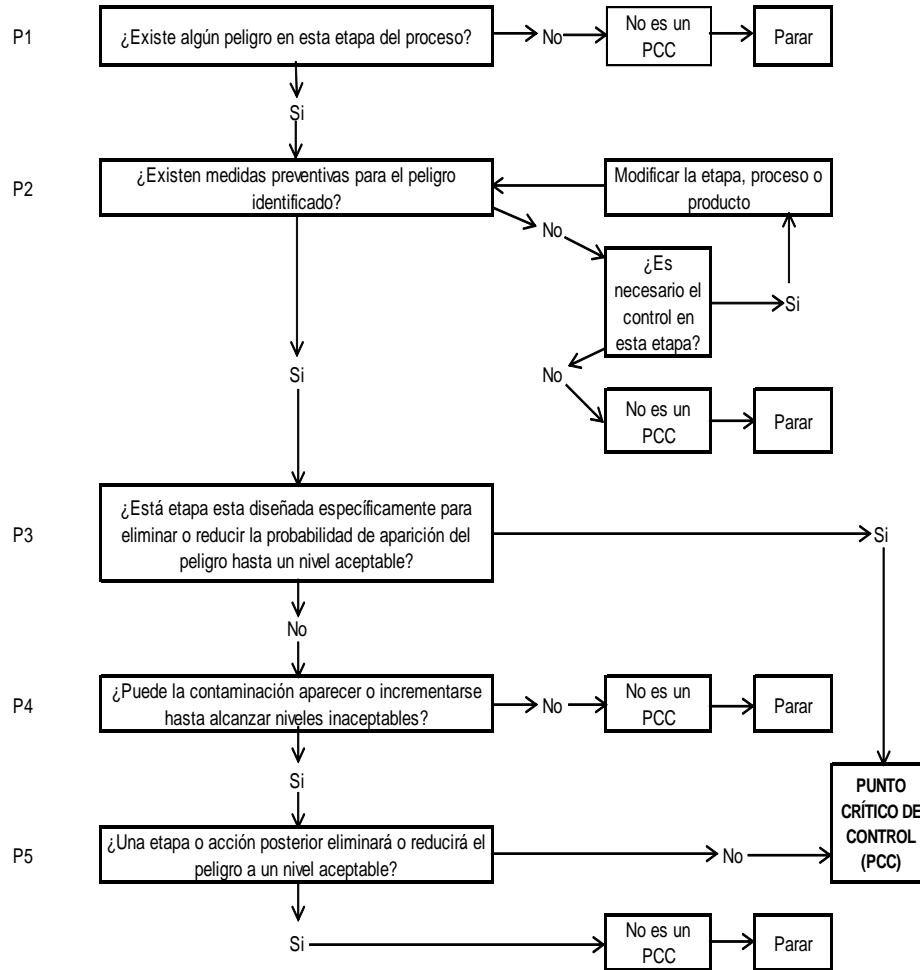 P1
¿Existe algún peligro en esta etapa del proceso?
No
No es un
PCC
Parar
Si
P2
¿Existen medidas preventivas para el peligro
identificado?
Modificar la etapa, proceso o
producto
No
¿Es
necesario el
control en
esta etapa?
Si
Si
No
No es un
PCC
Parar
P3
¿Está etapa esta diseñada específicamente para
eliminar o reducir la probabilidad de aparición del
peligro hasta un nivel aceptable?
Si
No
P4
¿Puede la contaminación aparecer o incrementarse
hasta alcanzar niveles inaceptables?
No
No es un
PCC
Parar
Si
PUNTO
CRÍTICO DE
CONTROL
(PCC)
P5
¿Una etapa o acción posterior eliminará o reducirá el
peligro a un nivel aceptable?
No
Si
No es un
PCC
Parar